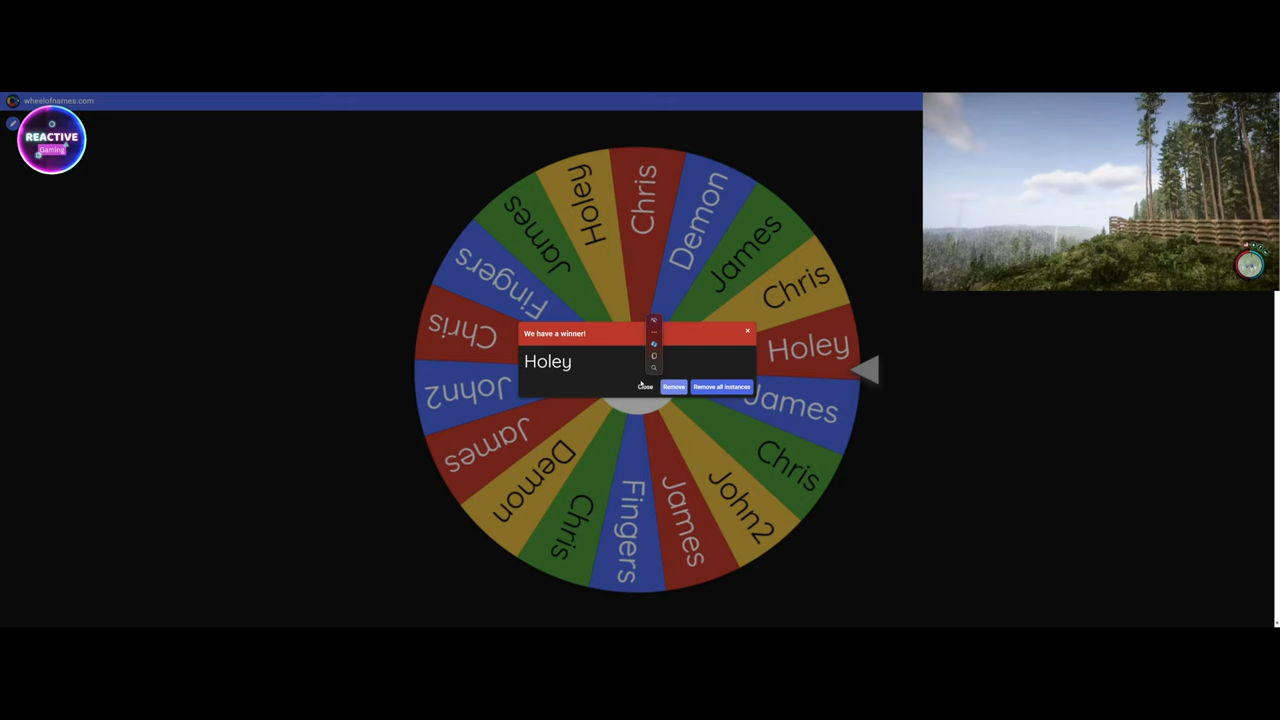 wheelofnames.com
REACTIVE
Gaming
Chris
Demon
James
Chris
Holey
James
Chris
John2
James
Fingers
Chris
Demon
James
John2
Chris
Fingers
James
Holey
We have a winner!
Holey
Close
Remove
Remove all instances